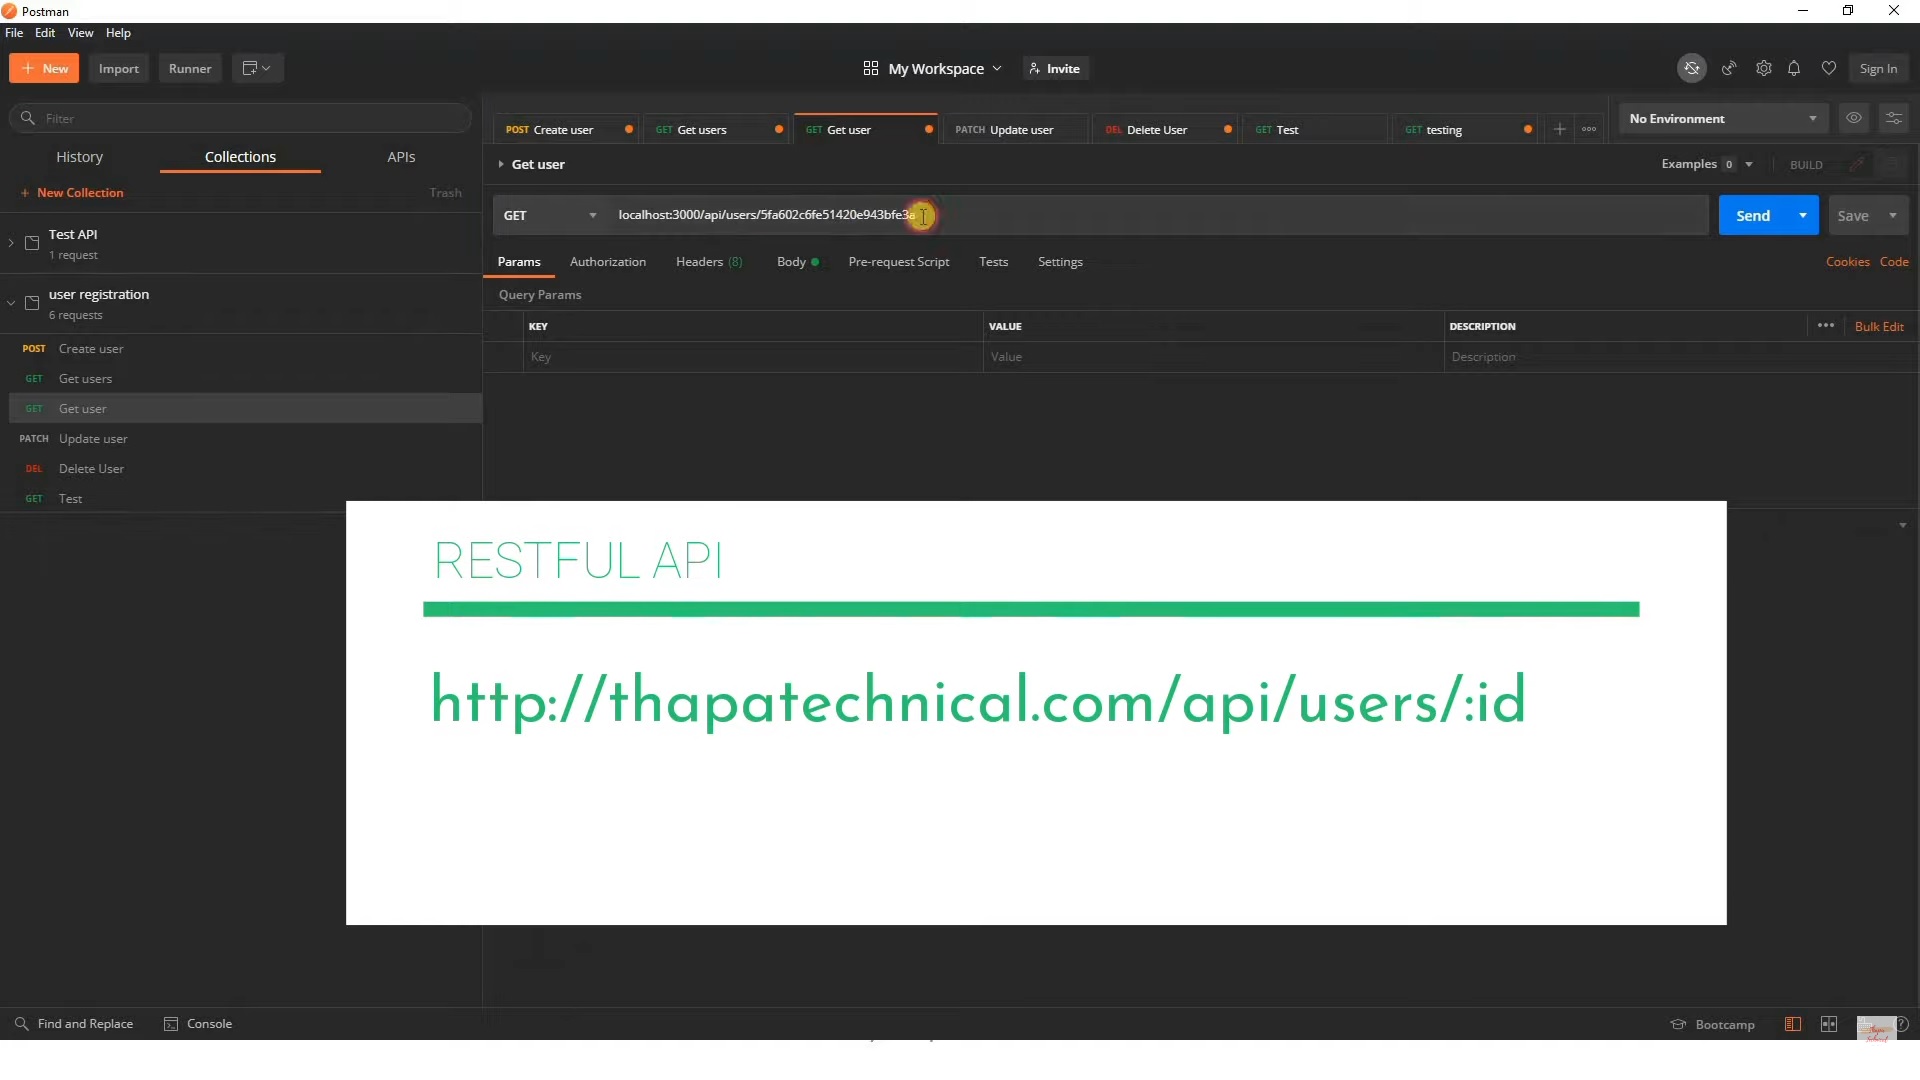 Postman
File Edit View Help
+ New Import Runner My Workspace Invite Sign In
Filter
POST Create user GET Get users GET Get user PATCH Update user DEL Delete User GET Test GET testing
No Environment
History Collections APIs
Get user Examples 0 BUILD
+ New Collection Trash
GET localhost:3000/api/users/5fa602c6fe51420e943bfe3a Send Save
Test API
1 request
Params Authorization Headers (8) Body Pre-request Script Tests Settings Cookies Code
user registration
6 requests
Query Params
KEY VALUE DESCRIPTION Bulk Edit
Key Value Description
POST Create user
GET Get users
GET Get user
PATCH Update user
DEL Delete User
GET Test
RESTFUL API
http://thapatechnical.com/api/users/:id
Find and Replace Console Bootcamp